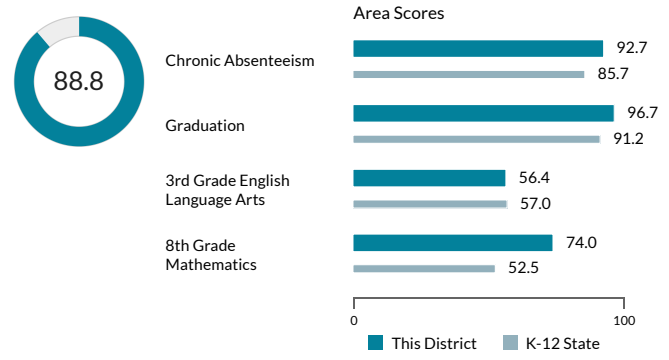 Area Scores
88.8
Chronic Absenteeism
92.7
85.7
Graduation
96.7
91.2
3rd Grade English
Language Arts
56.4
57.0
8th Grade
Mathematics
74.0
52.5
0
100
This District
K-12 State